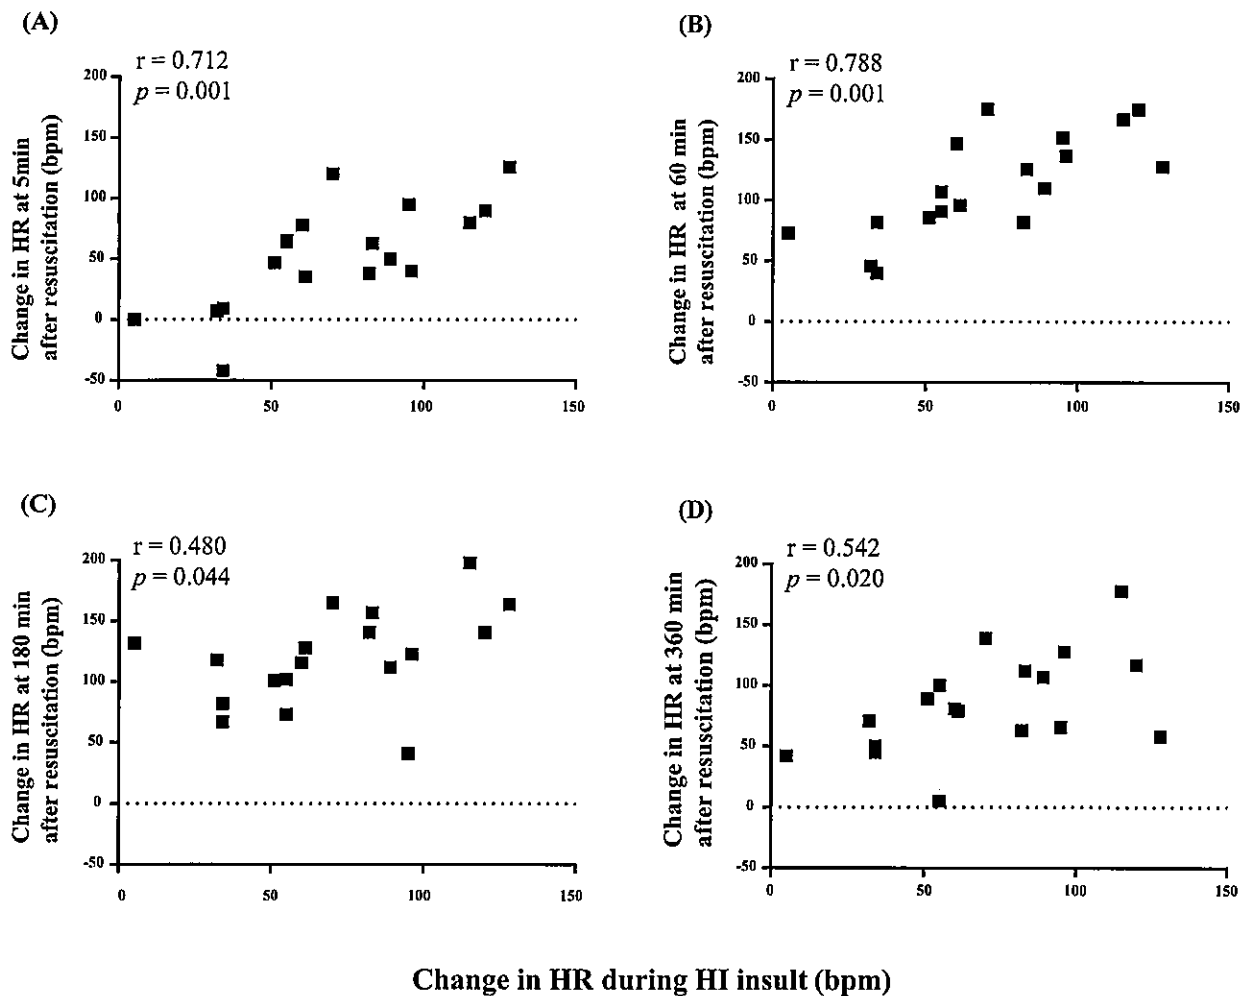 (A)
r = 0.712
p = 0.001
Change in HR at 5min
after resuscitation (bpm)
200
150
100
50
0
-50
0 50 100 150
(B)
r = 0.788
p = 0.001
Change in HR at 60 min
after resuscitation (bpm)
200
150
100
50
0
-50
0 50 100 150
(C)
r = 0.480
p = 0.044
Change in HR at 180 min
after resuscitation (bpm)
200
150
100
50
0
-50
0 50 100 150
(D)
r = 0.542
p = 0.020
Change in HR at 360 min
after resuscitation (bpm)
200
150
100
50
0
-50
0 50 100 150
Change in HR during HI insult (bpm)